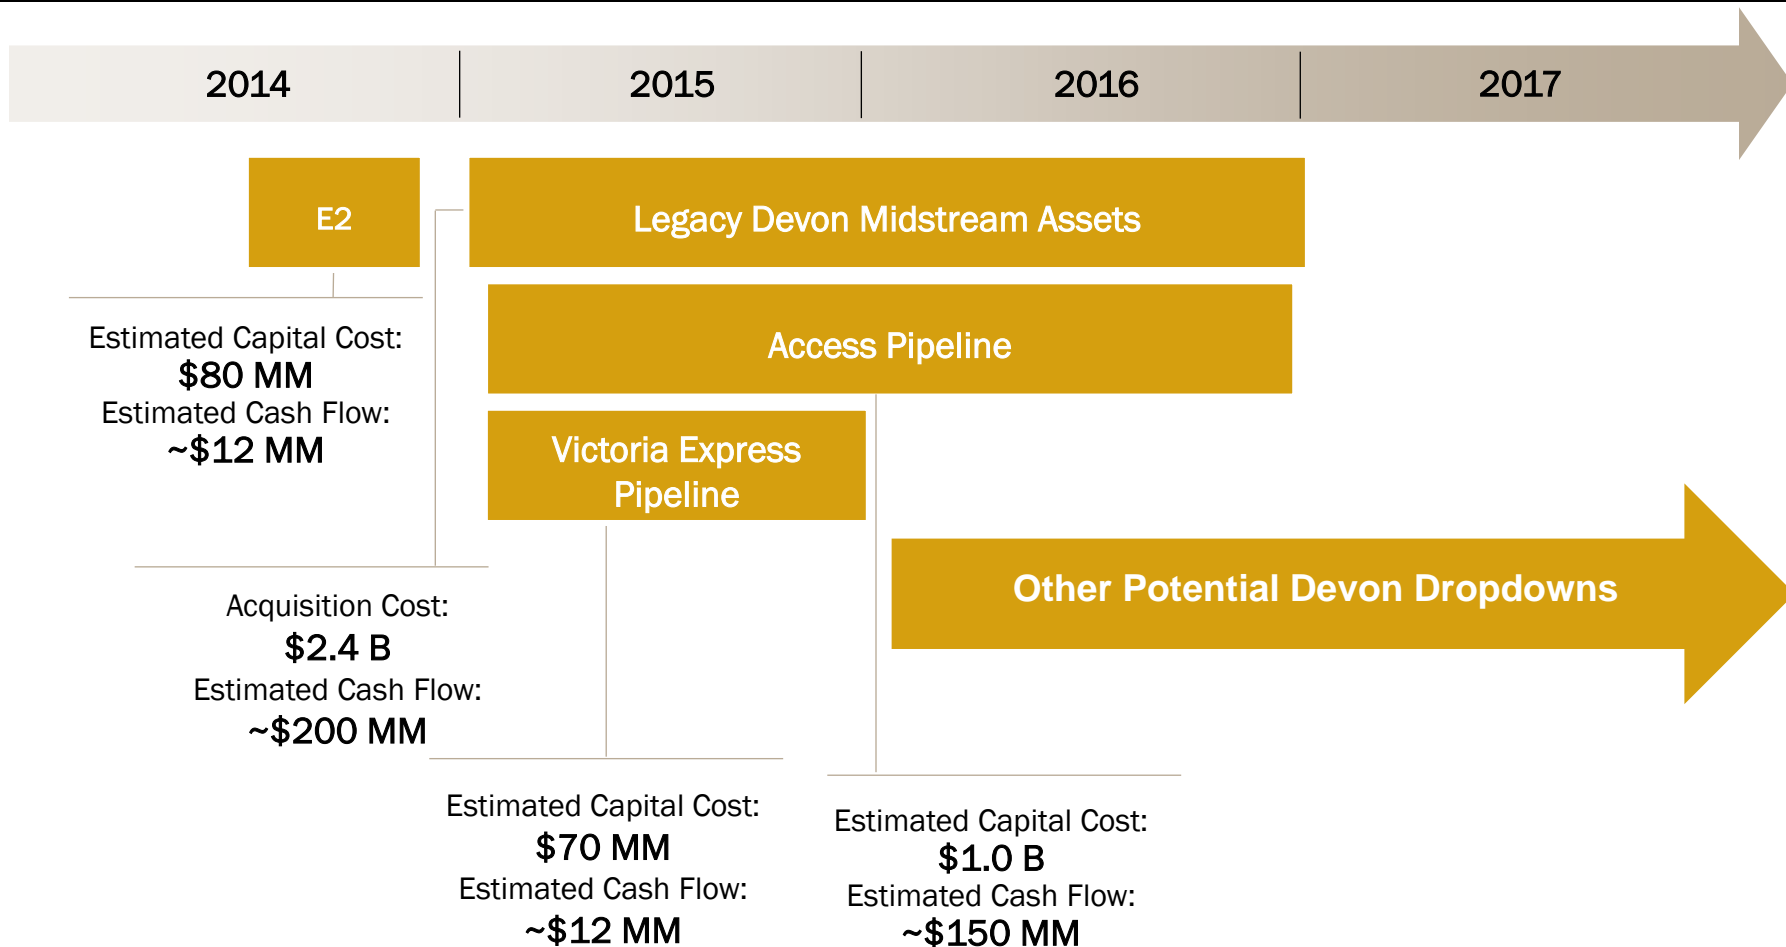 2014
2015
2016
2017
E2
Legacy Devon Midstream Assets
Access Pipeline
Victoria Express
Pipeline
Other Potential Devon Dropdowns
Estimated Capital Cost:
$80 MM
Estimated Cash Flow:
~$12 MM
Acquisition Cost:
$2.4 B
Estimated Cash Flow:
~$200 MM
Estimated Capital Cost:
$70 MM
Estimated Cash Flow:
~$12 MM
Estimated Capital Cost:
$1.0 B
Estimated Cash Flow:
~$150 MM